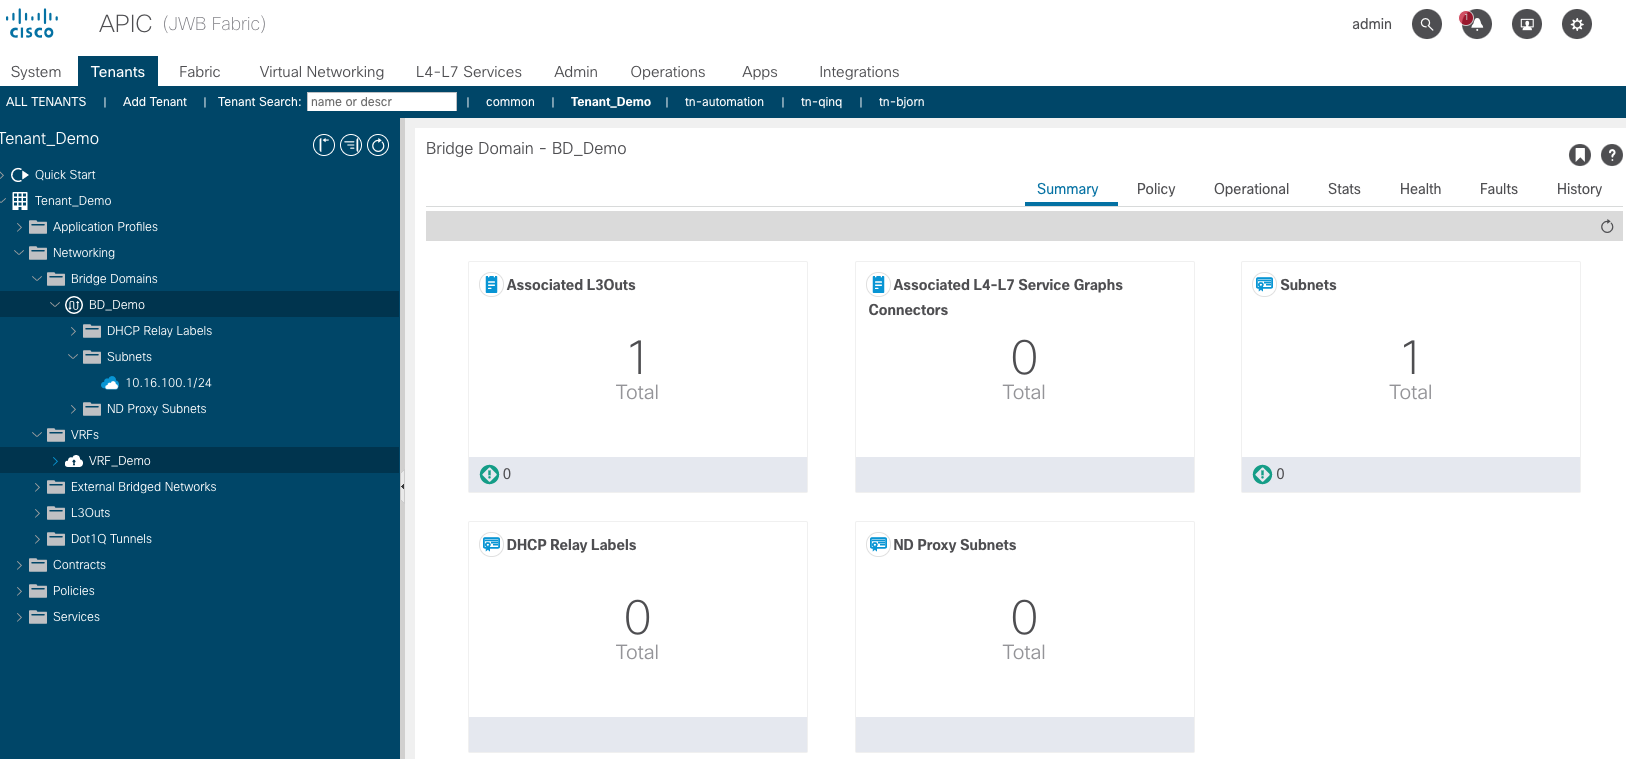 CISCO
APIC (JWB Fabric)
admin
1
System Tenants Fabric Virtual Networking L4-L7 Services Admin Operations Apps Integrations
ALL TENANTS | Add Tenant | Tenant Search: name or descr | common | Tenant_Demo | tn-automation | tn-qinq | tn-bjorn
Tenant_Demo
Quick Start
Tenant_Demo
Application Profiles
Networking
Bridge Domains
BD_Demo
DHCP Relay Labels
Subnets
10.16.100.1/24
ND Proxy Subnets
VRFs
VRF_Demo
External Bridged Networks
L3Outs
Dot1Q Tunnels
Contracts
Policies
Services
Bridge Domain - BD_Demo
?
Summary Policy Operational Stats Health Faults History
Associated L3Outs
1
Total
0
Associated L4-L7 Service Graphs
Connectors
0
Total
Subnets
1
Total
0
DHCP Relay Labels
0
Total
ND Proxy Subnets
0
Total